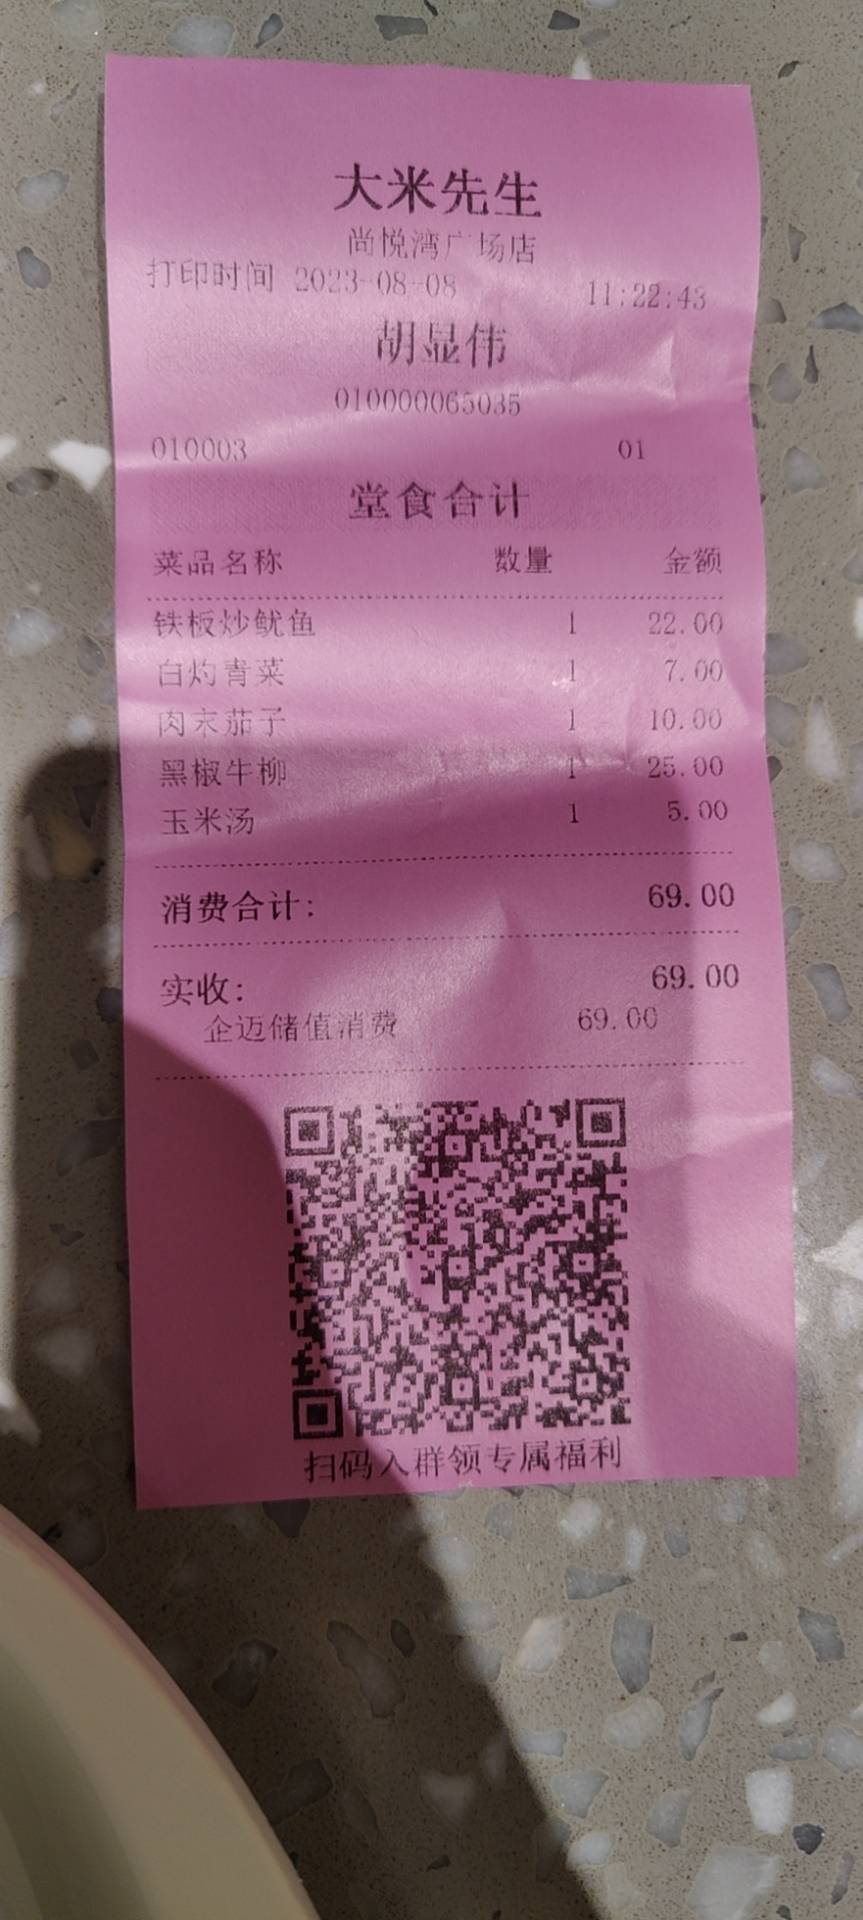 大米先生
尚悦湾广场店
打印时间 2023-08-08 11:22:43
胡显伟
010000065035
010003 01
堂食合计
菜品名称 数量 金额
铁板炒鱿鱼 1 22.00
白灼青菜 1 7.00
肉末茄子 1 10.00
黑椒牛柳 1 25.00
玉米汤 1 5.00
消费合计: 69.00
实收: 69.00
企迈储值消费 69.00
扫码入群领专属福利